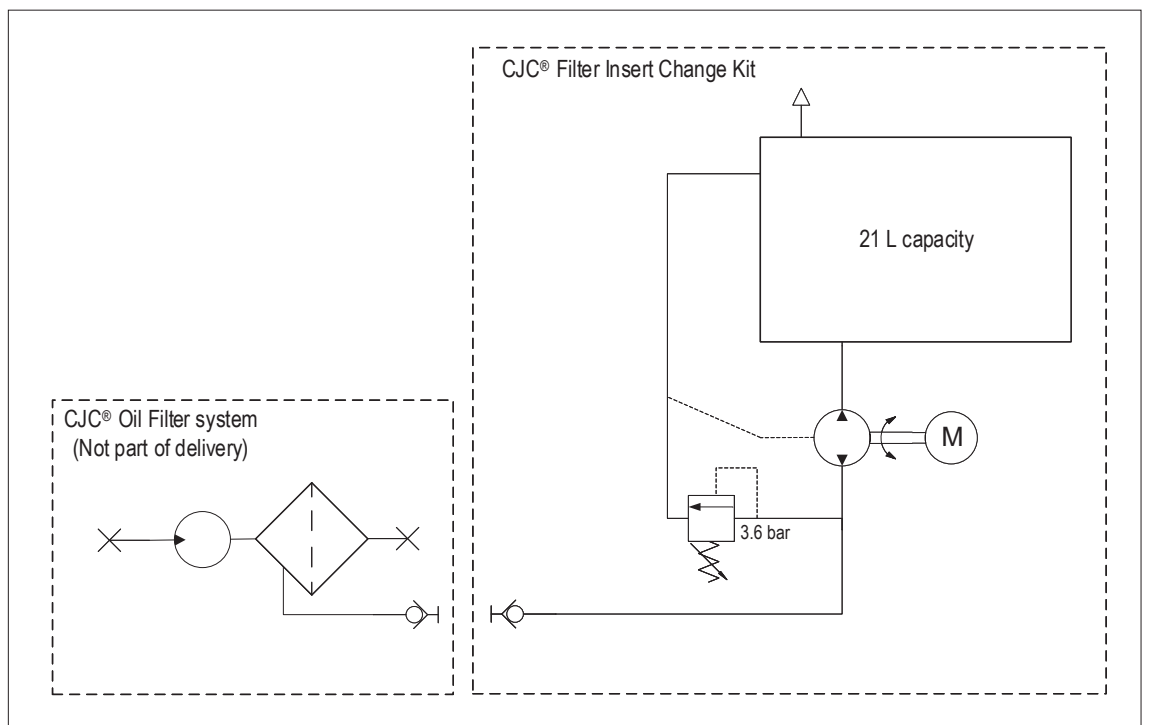 CJC® Filter Insert Change Kit
21 L capacity
CJC® Oil Filter system
(Not part of delivery)
M
3.6 bar